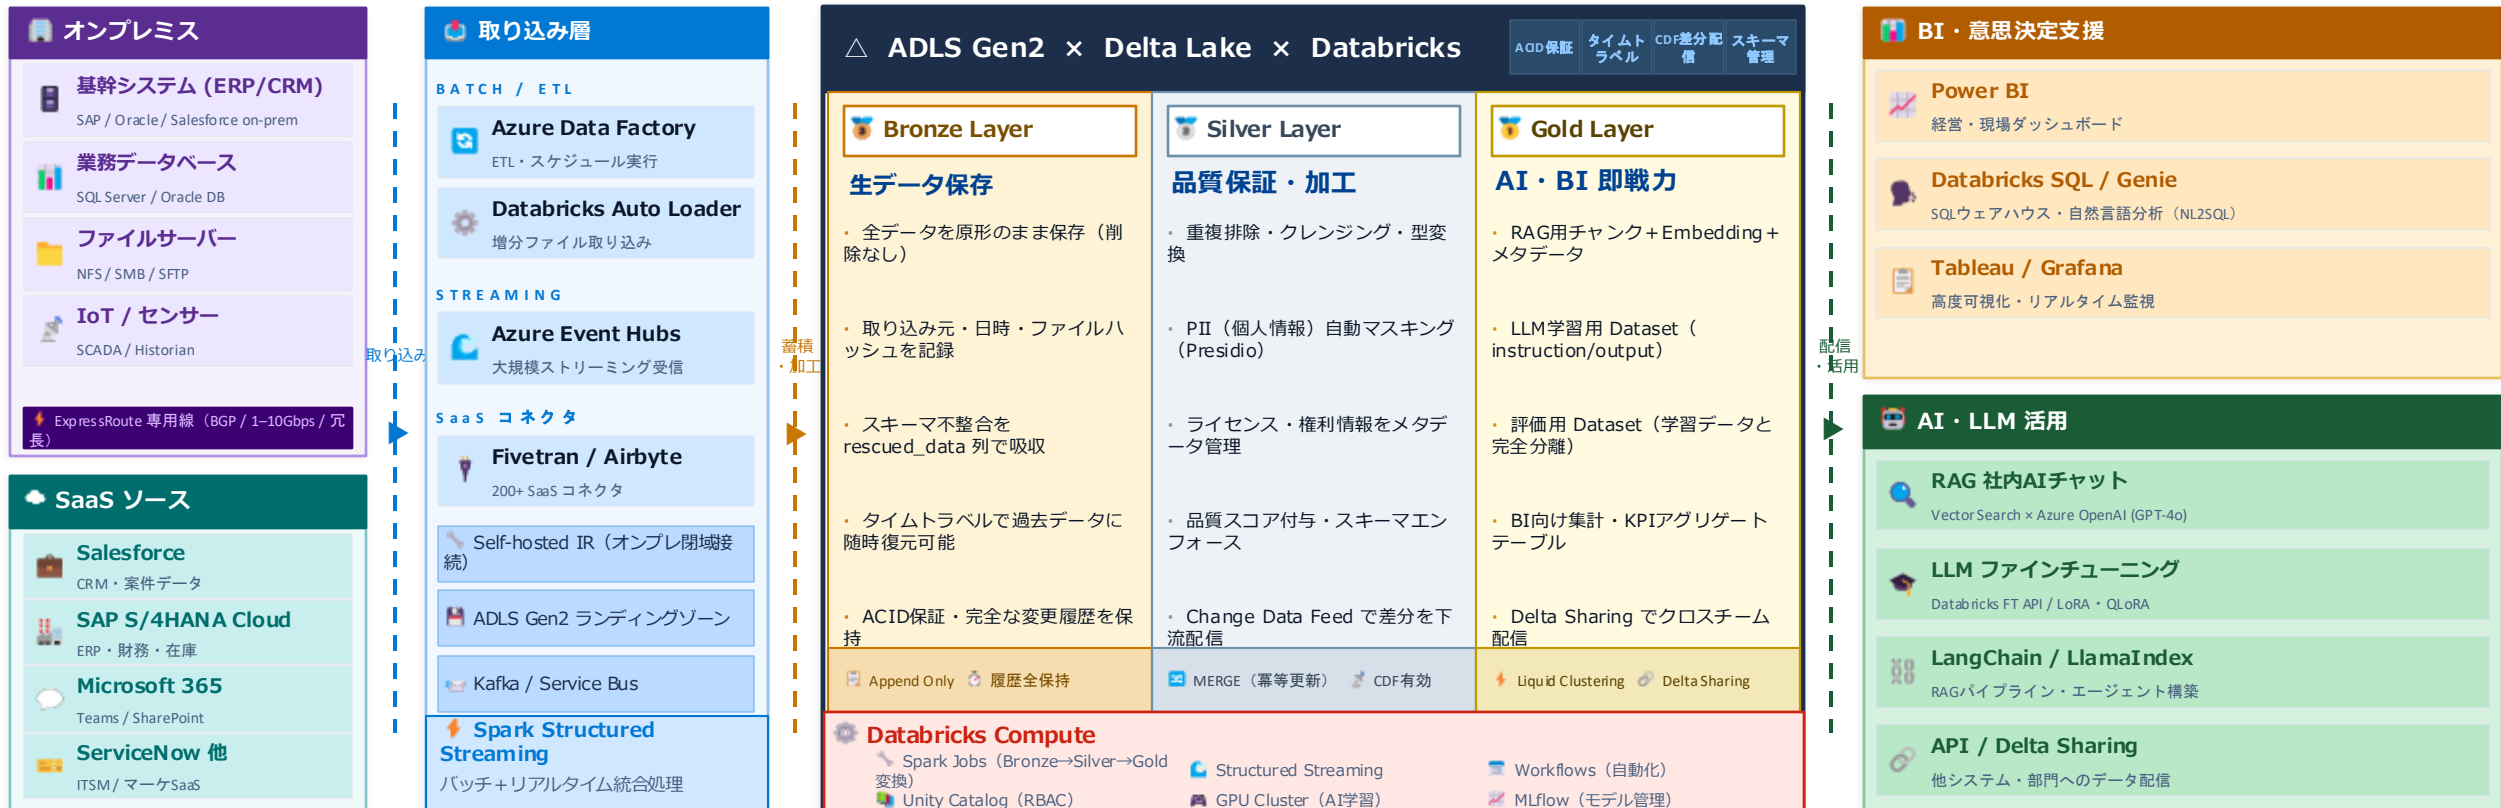 オンプレミス
基幹システム (ERP/CRM)
SAP / Oracle / Salesforce on-prem
業務データベース
SQL Server / Oracle DB
ファイルサーバー
NFS / SMB / SFTP
IoT / センサー
SCADA / Historian
ExpressRoute 専用線（BGP / 1–10Gbps / 冗
長）
SaaS ソース
Salesforce
CRM・案件データ
SAP S/4HANA Cloud
ERP・財務・在庫
Microsoft 365
Teams / SharePoint
ServiceNow 他
ITSM / マーケSaaS
取り込み
取り込み層
BATCH / ETL
Azure Data Factory
ETL・スケジュール実行
Databricks Auto Loader
増分ファイル取り込み
STREAMING
Azure Event Hubs
大規模ストリーミング受信
SaaS コネクタ
Fivetran / Airbyte
200+ SaaS コネクタ
Self-hosted IR（オンプレ閉域接
続）
ADLS Gen2 ランディングゾーン
Kafka / Service Bus
Spark Structured
Streaming
バッチ＋リアルタイム統合処理
蓄積
・加工
△ ADLS Gen2 × Delta Lake × Databricks
ACID保証
タイムト
ラベル
CDF差分配
信
スキーマ
管理
Bronze Layer
生データ保存
・ 全データを原形のまま保存（削
除なし）
・ 取り込み元・日時・ファイルハ
ッシュを記録
・ スキーマ不整合を
rescued_data 列で吸収
・ タイムトラベルで過去データに
随時復元可能
・ ACID保証・完全な変更履歴を保
持
Append Only 履歴全保持
Silver Layer
品質保証・加工
・ 重複排除・クレンジング・型変
換
・ PII（個人情報）自動マスキング
（Presidio）
・ ライセンス・権利情報をメタデ
ータ管理
・ 品質スコア付与・スキーマエン
フォース
・ Change Data Feed で差分を下
流配信
MERGE（冪等更新） CDF有効
Gold Layer
AI・BI 即戦力
・ RAG用チャンク＋Embedding＋
メタデータ
・ LLM学習用 Dataset（
instruction/output）
・ 評価用 Dataset（学習データと
完全分離）
・ BI向け集計・KPIアグリゲート
テーブル
・ Delta Sharing でクロスチーム
配信
Liquid Clustering Delta Sharing
Databricks Compute
Spark Jobs（Bronze→Silver→Gold
変換）
Structured Streaming
Workflows（自動化）
Unity Catalog（RBAC）
GPU Cluster（AI学習）
MLflow（モデル管理）
配信
・活用
BI・意思決定支援
Power BI
経営・現場ダッシュボード
Databricks SQL / Genie
SQLウェアハウス・自然言語分析（NL2SQL）
Tableau / Grafana
高度可視化・リアルタイム監視
AI・LLM 活用
RAG 社内AIチャット
Vector Search × Azure OpenAI (GPT-4o)
LLM ファインチューニング
Databricks FT API / LoRA・QLoRA
LangChain / LlamaIndex
RAGパイプライン・エージェント構築
API / Delta Sharing
他システム・部門へのデータ配信